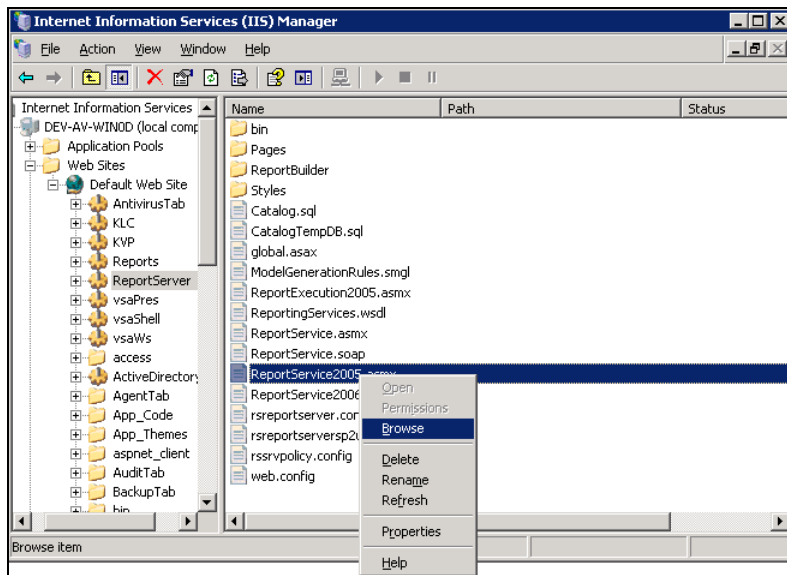 Internet Information Services (IIS) Manager
File Action View Window Help
Internet Information Services
DEV-AV-WIN0D (local comp
Application Pools
Web Sites
Default Web Site
AntivirusTab
KLC
KVP
Reports
ReportServer
vsaPres
vsaShell
vsaWs
access
ActiveDirectory
AgentTab
App_Code
App_Themes
aspnet_client
AuditTab
BackupTab
bin
Name Path Status
bin
Pages
ReportBuilder
Styles
Catalog.sql
CatalogTempDB.sql
global.asax
ModelGenerationRules.smgl
ReportExecution2005.asmx
ReportingServices.wsdl
ReportService.asmx
ReportService.soap
ReportService2005.asmx
ReportService2006
rsreportserver.con
rsreportserversp2u
rssrvpolicy.config
web.config
Open
Permissions
Browse
Delete
Rename
Refresh
Properties
Help
Browse item